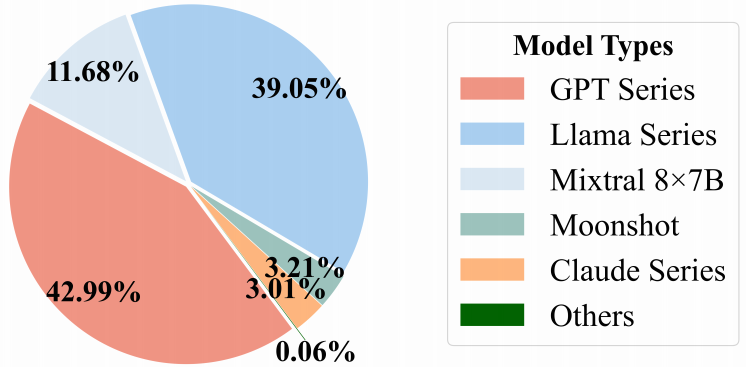 11.68%
39.05%
42.99%
3.21%
3.01%
0.06%
Model Types
GPT Series
Llama Series
Mixtral 8×7B
Moonshot
Claude Series
Others